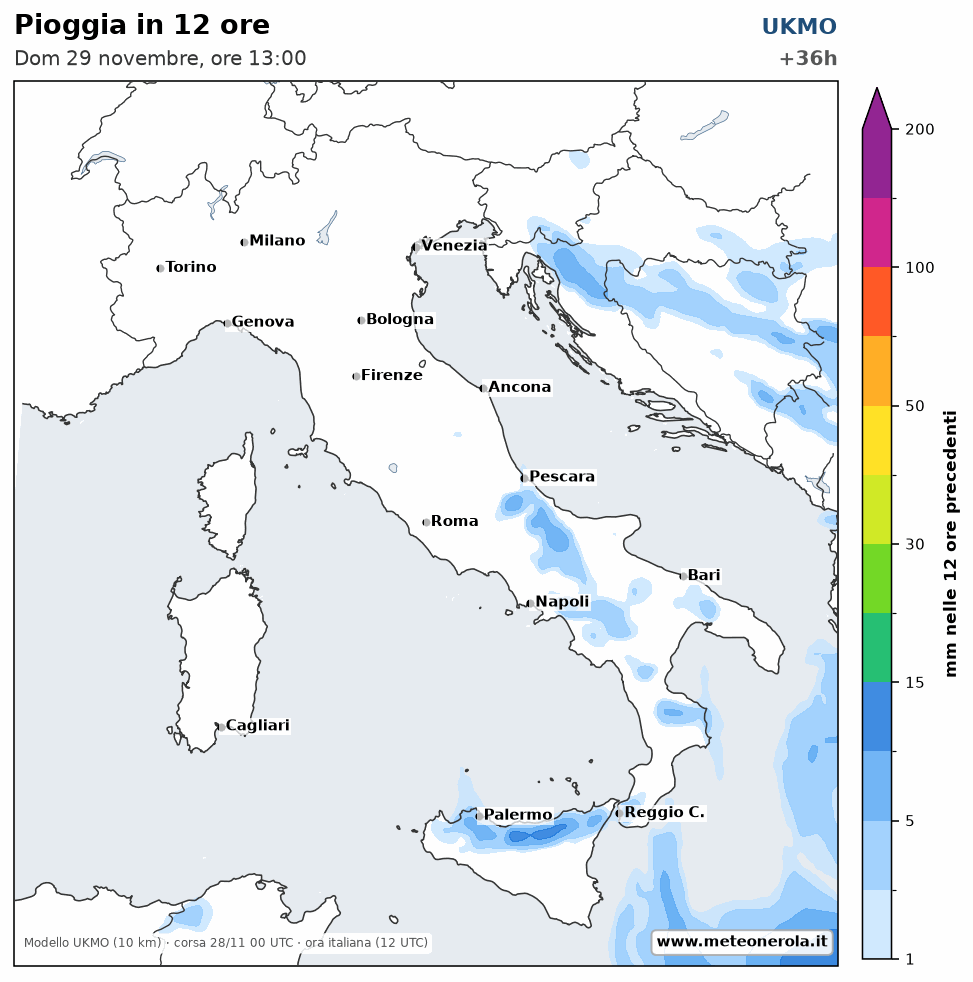 Pioggia in 12 ore
UKMO
Dom 29 novembre, ore 13:00
+36h
200
100
50
30
15
5
1
mm nelle 12 ore precedenti
Milano
Venezia
Torino
Genova
Bologna
Firenze
Ancona
Pescara
Roma
Bari
Napoli
Cagliari
Palermo
Reggio C.
Modello UKMO (10 km) · corsa 28/11 00 UTC · ora italiana (12 UTC)
www.meteonerola.it